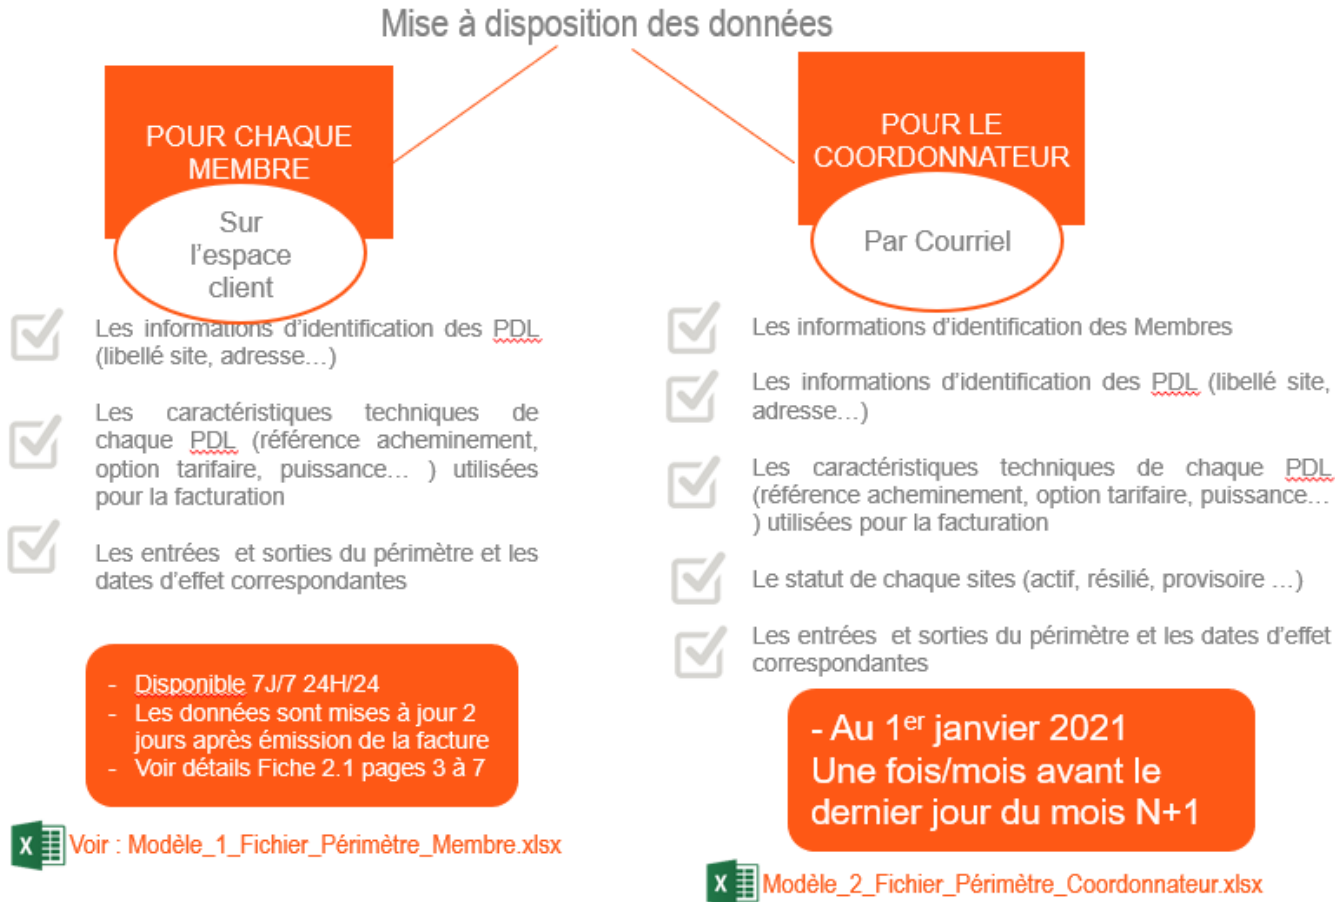 Mise à disposition des données
POUR CHAQUE
MEMBRE
Sur
l'espace
client
Les informations d'identification des PDL
(libellé site, adresse…)
Les caractéristiques techniques de
chaque PDL (référence acheminement,
option tarifaire, puissance… ) utilisées
pour la facturation
Les entrées et sorties du périmètre et les
dates d'effet correspondantes
- Disponible 7J/7 24H/24
- Les données sont mises à jour 2
jours après émission de la facture
- Voir détails Fiche 2.1 pages 3 à 7
Voir : Modèle_1_Fichier_Périmètre_Membre.xlsx
POUR LE
COORDONNATEUR
Par Courriel
Les informations d'identification des Membres
Les informations d'identification des PDL (libellé site,
adresse…)
Les caractéristiques techniques de chaque PDL
(référence acheminement, option tarifaire, puissance…
) utilisées pour la facturation
Le statut de chaque sites (actif, résilié, provisoire …)
Les entrées et sorties du périmètre et les dates d'effet
correspondantes
- Au 1er janvier 2021
Une fois/mois avant le
dernier jour du mois N+1
Modèle_2_Fichier_Périmètre_Coordonnateur.xlsx